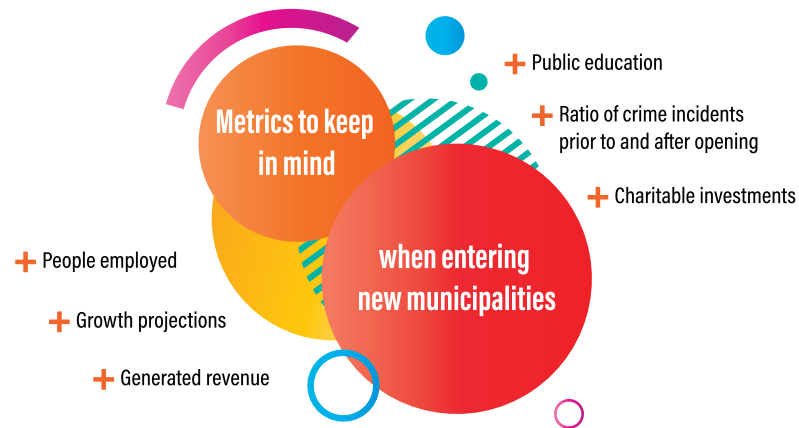 Metrics to keep
in mind
when entering
new municipalities
Public education
Ratio of crime incidents
prior to and after opening
Charitable investments
People employed
Growth projections
Generated revenue